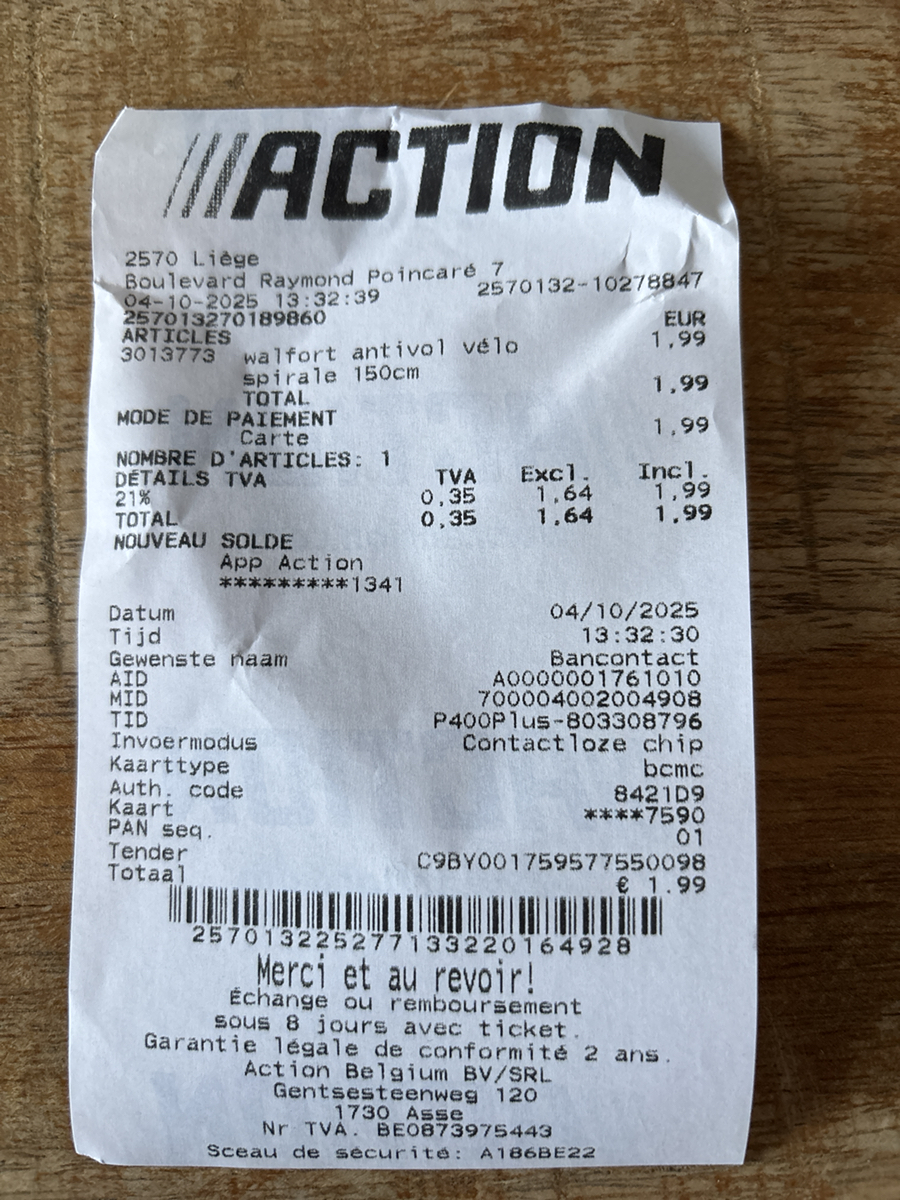 ///ACTION
2570 Liège
Boulevard Raymond Poincaré 7
04-10-2025 13:32:39 2570132-10278847
257013270189860 EUR
ARTICLES 1,99
3013773 walfort antivol vélo
spirale 150cm
TOTAL 1,99
MODE DE PAIEMENT
Carte 1,99
NOMBRE D'ARTICLES: 1
DÉTAILS TVA TVA Excl. Incl.
21% 0,35 1,64 1,99
TOTAL 0,35 1,64 1,99
NOUVEAU SOLDE
App Action
*********1341
Datum 04/10/2025
Tijd 13:32:30
Gewenste naam Bancontact
AID A0000001761010
MID 700004002004908
TID P400Plus-803308796
Invoermodus Contactloze chip
Kaarttype bcmc
Auth. code 8421D9
Kaart ****7590
PAN seq. 01
Tender C9BY001759577550098
Totaal € 1.99
257013225277133220164928
Merci et au revoir!
Échange ou remboursement
sous 8 jours avec ticket.
Garantie légale de conformité 2 ans.
Action Belgium BV/SRL
Gentsesteenweg 120
1730 Asse
Nr TVA. BE0873975443
Sceau de sécurité: A186BE22